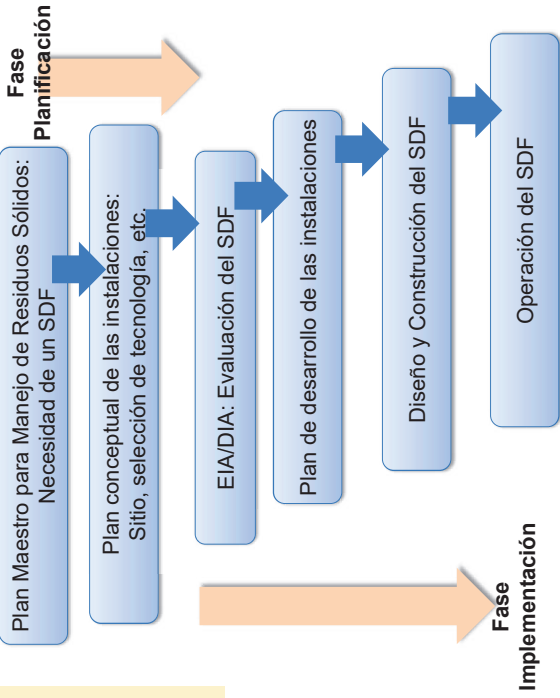 Fase
Planificación
Plan Maestro para Manejo de Residuos Sólidos:
Necesidad de un SDF
Plan conceptual de las instalaciones:
Sitio, selección de tecnología, etc.
EIA/DIA: Evaluación del SDF
Plan de desarrollo de las instalaciones
Diseño y Construcción del SDF
Operación del SDF
Fase
Implementación